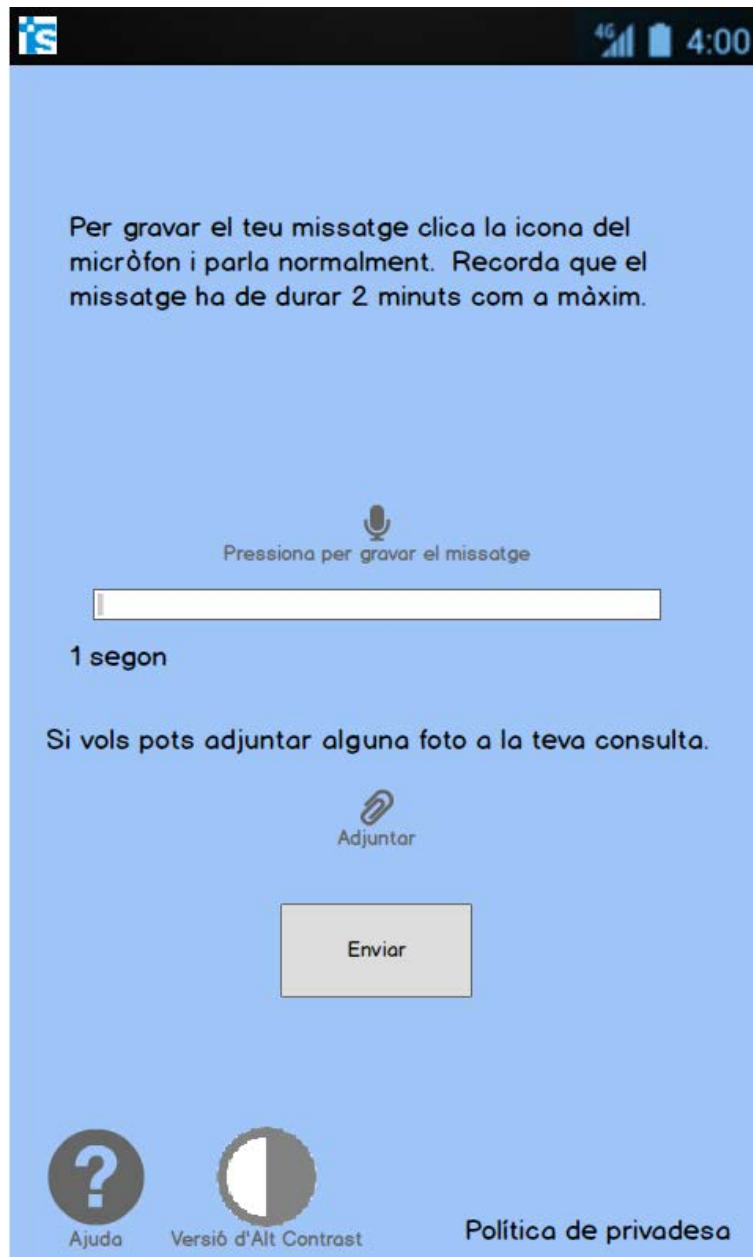 is
4G 4:00
Per gravar el teu missatge clica la icona del
micròfon i parla normalment. Recorda que el
missatge ha de durar 2 minuts com a màxim.
Pressiona per gravar el missatge
1 segon
Si vols pots adjuntar alguna foto a la teva consulta.
Adjuntar
Enviar
?
Ajuda
Versió d'Alt Contrast
Política de privadesa